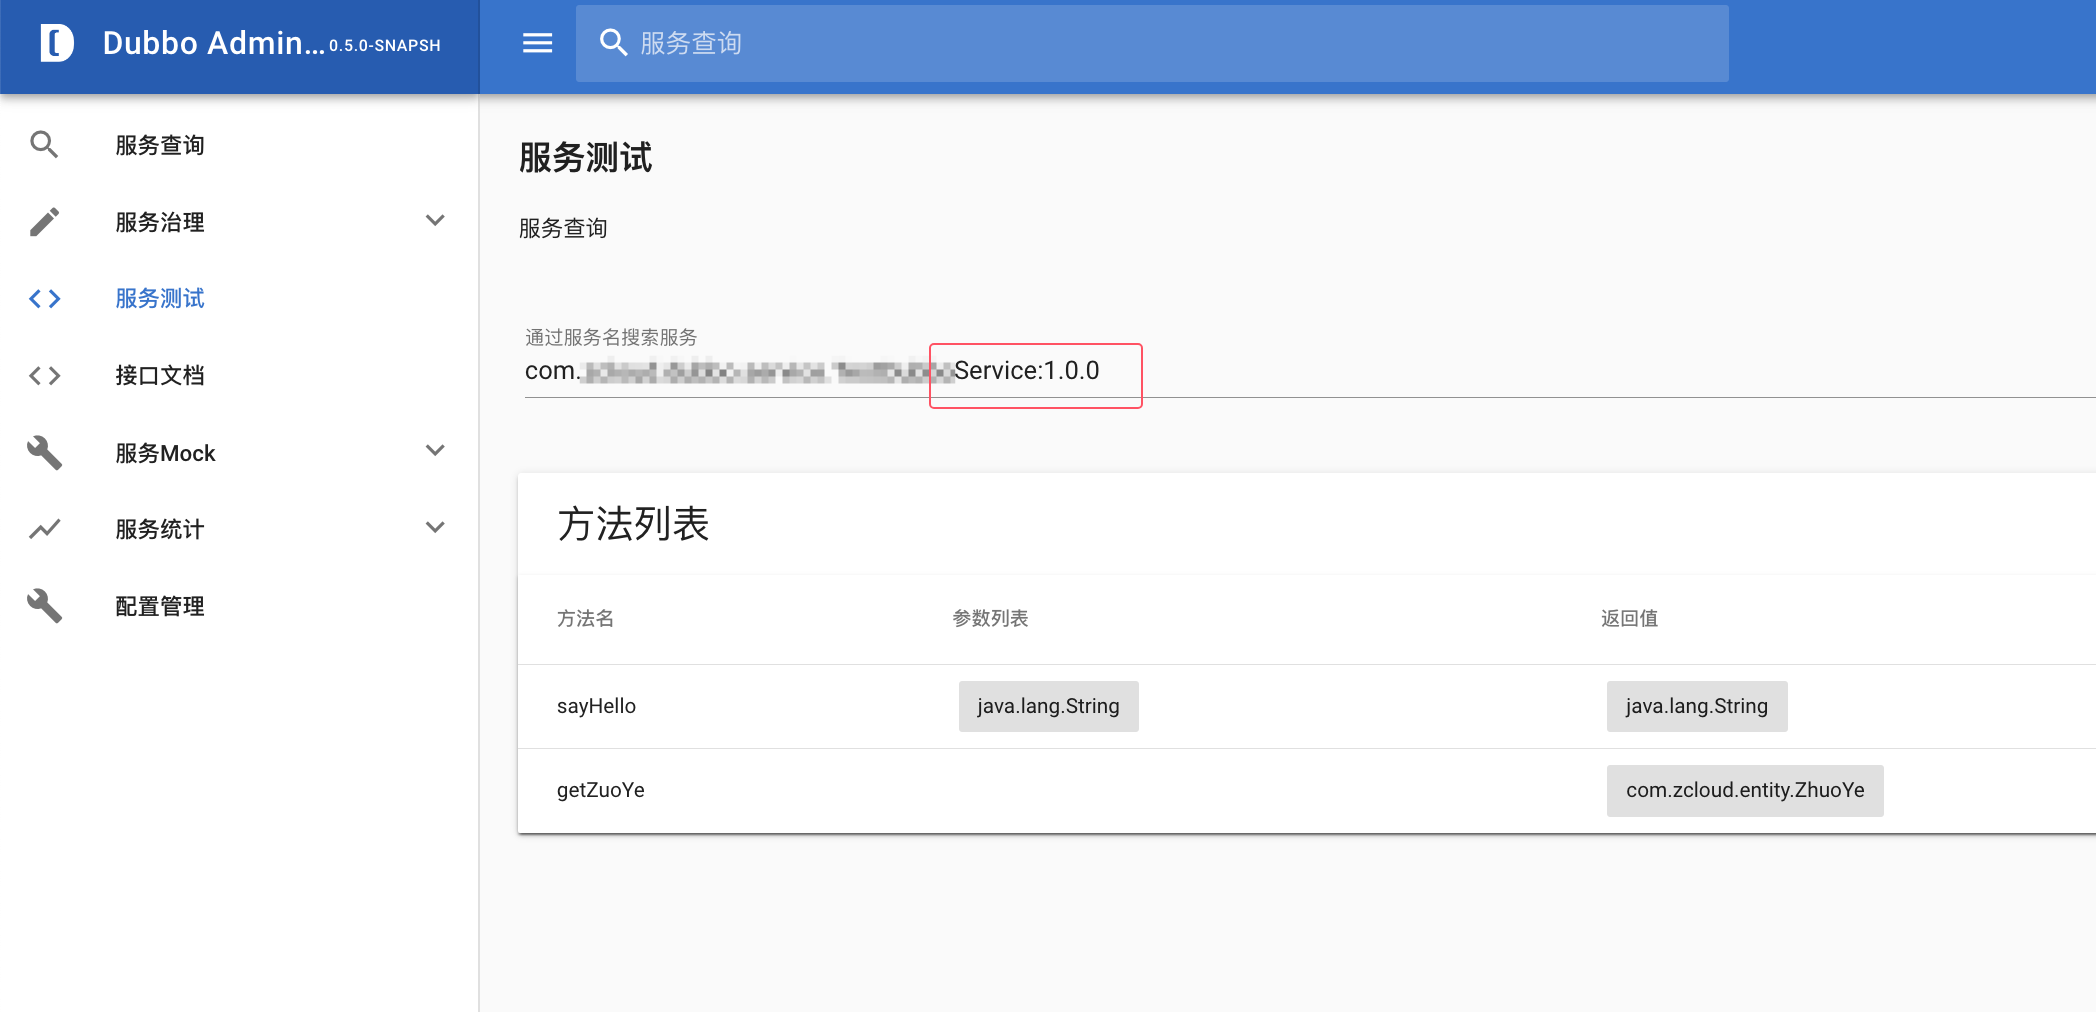 Dubbo Admin... 0.5.0-SNAPSH
服务查询
服务查询
服务治理
服务测试
接口文档
服务Mock
服务统计
配置管理
服务测试
服务查询
通过服务名搜索服务
com. Service:1.0.0
方法列表
方法名 参数列表 返回值
sayHello java.lang.String java.lang.String
getZuoYe com.zcloud.entity.ZhuoYe